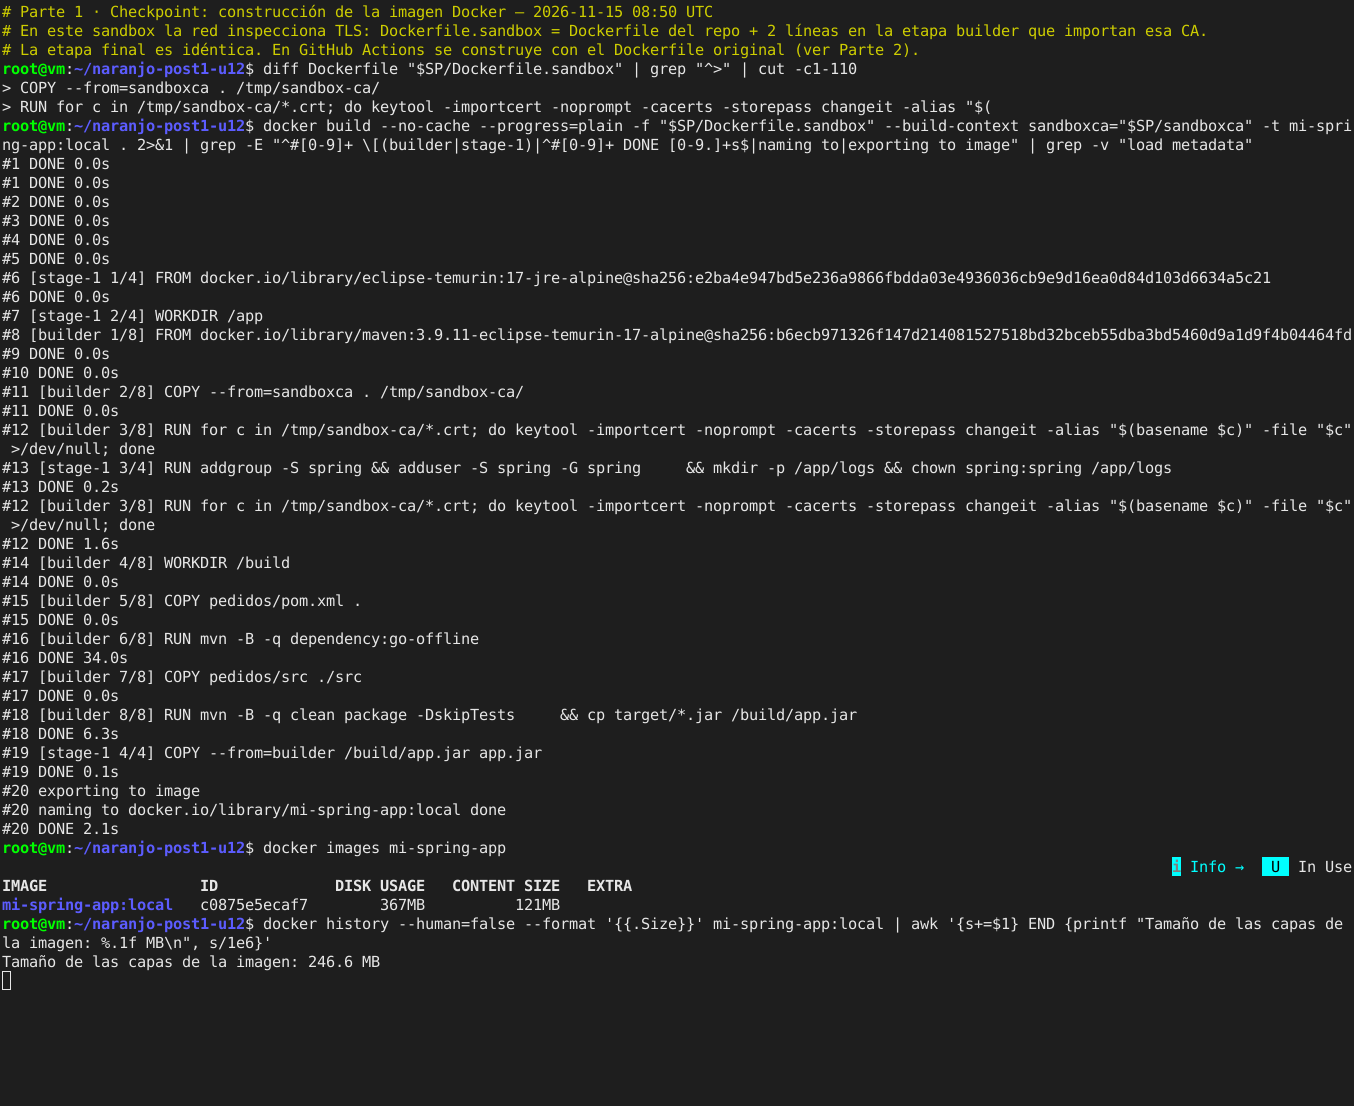 # Parte 1 · Checkpoint: construcción de la imagen Docker — 2026-11-15 08:50 UTC
# En este sandbox la red inspecciona TLS: Dockerfile.sandbox = Dockerfile del repo + 2 líneas en la etapa builder que importan esa CA.
# La etapa final es idéntica. En GitHub Actions se construye con el Dockerfile original (ver Parte 2).
root@vm:~/naranjo-post1-u12$ diff Dockerfile "$SP/Dockerfile.sandbox" | grep "^>" | cut -c1-110
> COPY --from=sandboxca . /tmp/sandbox-ca/
> RUN for c in /tmp/sandbox-ca/*.crt; do keytool -importcert -noprompt -cacerts -storepass changeit -alias "$(
root@vm:~/naranjo-post1-u12$ docker build --no-cache --progress=plain -f "$SP/Dockerfile.sandbox" --build-context sandboxca="$SP/sandboxca" -t mi-spri
ng-app:local . 2>&1 | grep -E "^#[0-9]+ \[(builder|stage-1)|^#[0-9]+ DONE [0-9.]+s$|naming to|exporting to image" | grep -v "load metadata"
#1 DONE 0.0s
#1 DONE 0.0s
#2 DONE 0.0s
#3 DONE 0.0s
#4 DONE 0.0s
#5 DONE 0.0s
#6 [stage-1 1/4] FROM docker.io/library/eclipse-temurin:17-jre-alpine@sha256:e2ba4e947bd5e236a9866fbdda03e4936036cb9e9d16ea0d84d103d6634a5c21
#6 DONE 0.0s
#7 [stage-1 2/4] WORKDIR /app
#8 [builder 1/8] FROM docker.io/library/maven:3.9.11-eclipse-temurin-17-alpine@sha256:b6ecb971326f147d214081527518bd32bceb55dba3bd5460d9a1d9f4b04464fd
#9 DONE 0.0s
#10 DONE 0.0s
#11 [builder 2/8] COPY --from=sandboxca . /tmp/sandbox-ca/
#11 DONE 0.0s
#12 [builder 3/8] RUN for c in /tmp/sandbox-ca/*.crt; do keytool -importcert -noprompt -cacerts -storepass changeit -alias "$(basename $c)" -file "$c"
 >/dev/null; done
#13 [stage-1 3/4] RUN addgroup -S spring && adduser -S spring -G spring     && mkdir -p /app/logs && chown spring:spring /app/logs
#13 DONE 0.2s
#12 [builder 3/8] RUN for c in /tmp/sandbox-ca/*.crt; do keytool -importcert -noprompt -cacerts -storepass changeit -alias "$(basename $c)" -file "$c"
 >/dev/null; done
#12 DONE 1.6s
#14 [builder 4/8] WORKDIR /build
#14 DONE 0.0s
#15 [builder 5/8] COPY pedidos/pom.xml .
#15 DONE 0.0s
#16 [builder 6/8] RUN mvn -B -q dependency:go-offline
#16 DONE 34.0s
#17 [builder 7/8] COPY pedidos/src ./src
#17 DONE 0.0s
#18 [builder 8/8] RUN mvn -B -q clean package -DskipTests     && cp target/*.jar /build/app.jar
#18 DONE 6.3s
#19 [stage-1 4/4] COPY --from=builder /build/app.jar app.jar
#19 DONE 0.1s
#20 exporting to image
#20 naming to docker.io/library/mi-spring-app:local done
#20 DONE 2.1s
root@vm:~/naranjo-post1-u12$ docker images mi-spring-app
i Info →   U  In Use
IMAGE                 ID             DISK USAGE   CONTENT SIZE   EXTRA
mi-spring-app:local   c0875e5ecaf7        367MB          121MB
root@vm:~/naranjo-post1-u12$ docker history --human=false --format '{{.Size}}' mi-spring-app:local | awk '{s+=$1} END {printf "Tamaño de las capas de
la imagen: %.1f MB\n", s/1e6}'
Tamaño de las capas de la imagen: 246.6 MB